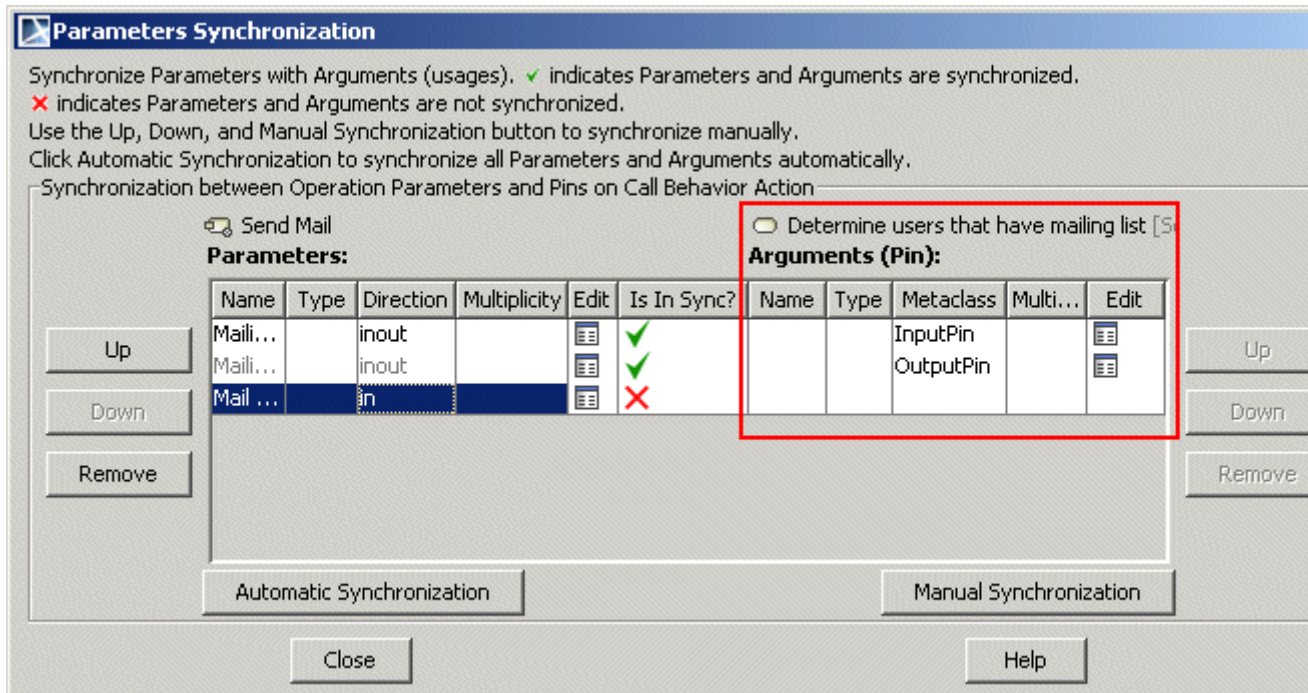 Parameters Synchronization
Synchronize Parameters with Arguments (usages). ✓ indicates Parameters and Arguments are synchronized.
✗ indicates Parameters and Arguments are not synchronized.
Use the Up, Down, and Manual Synchronization button to synchronize manually.
Click Automatic Synchronization to synchronize all Parameters and Arguments automatically.
Synchronization between Operation Parameters and Pins on Call Behavior Action
Send Mail Determine users that have mailing list [S
Parameters: Arguments (Pin):
Name Type Direction Multiplicity Edit Is In Sync? Name Type Metaclass Multi... Edit
Maili... inout InputPin
Maili... inout OutputPin
Mail ... in
Up Up
Down Down
Remove Remove
Automatic Synchronization Manual Synchronization
Close Help